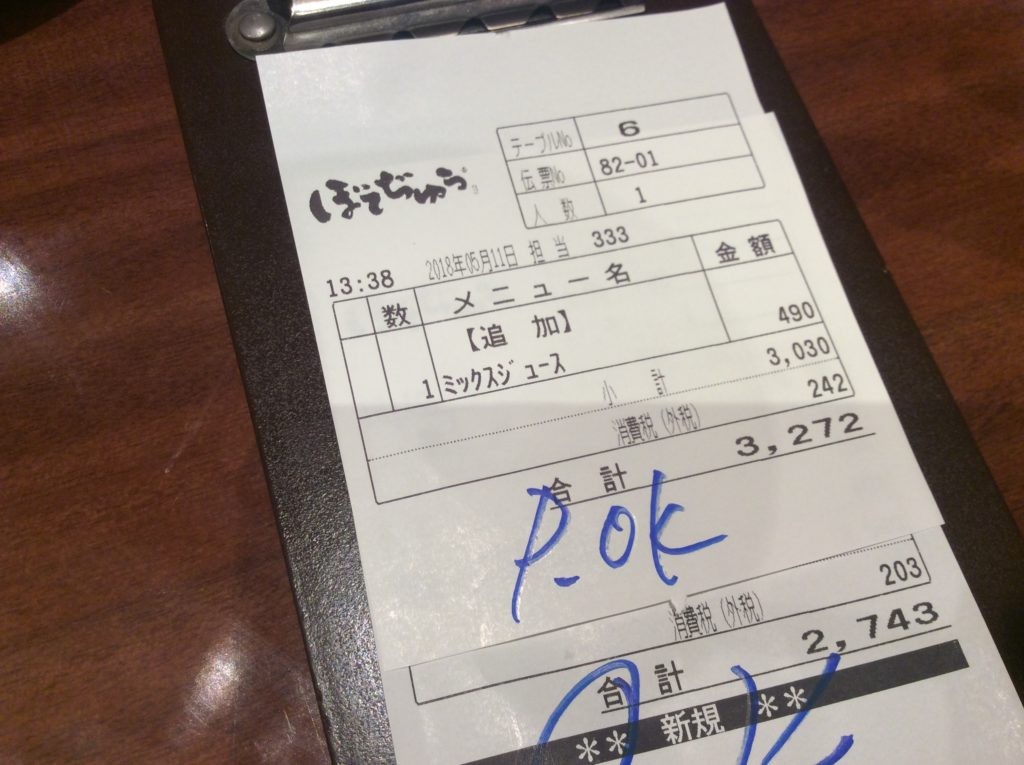 ぼてぢゅう
テーブルNo 6
伝票No 82-01
人数 1
13:38 2018年05月11日 担当 333
数 メニュー名 金額
【追 加】
1 ミックスジュース 490
小 計 3,030
消費税(外税) 242
合 計 3,272
P.OK
消費税(外税) 203
合 計 2,743
** 新規 **
OK